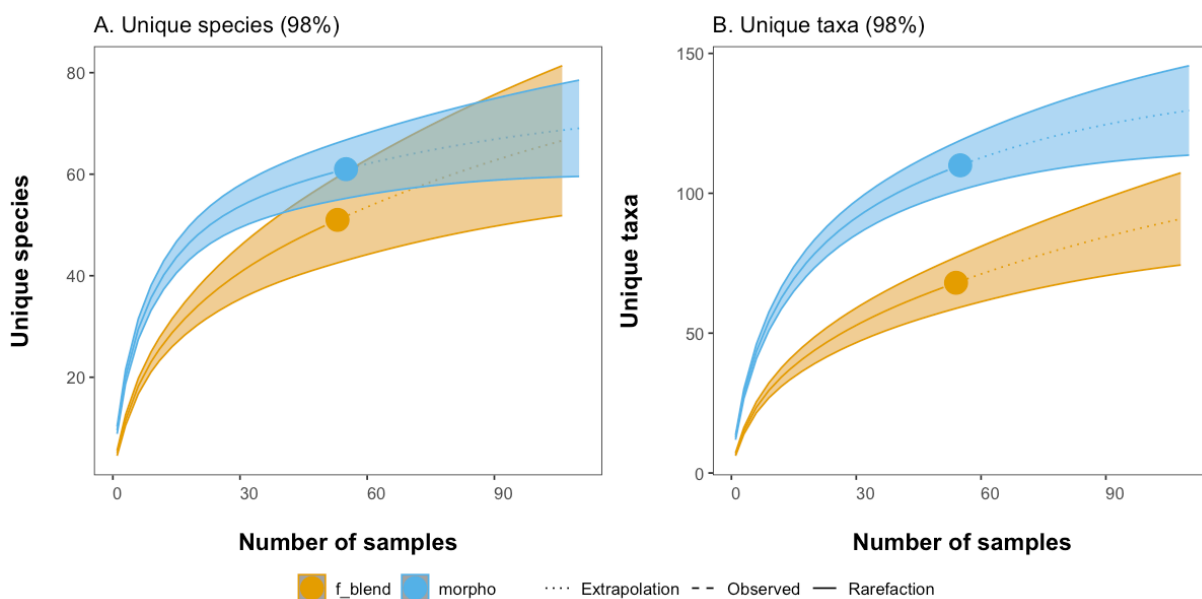 A. Unique species (98%)
B. Unique taxa (98%)
Unique species
80
60
40
20
0
30
60
90
Number of samples
Unique taxa
150
100
50
0
0
30
60
90
Number of samples
f_blend morpho Extrapolation Observed Rarefaction